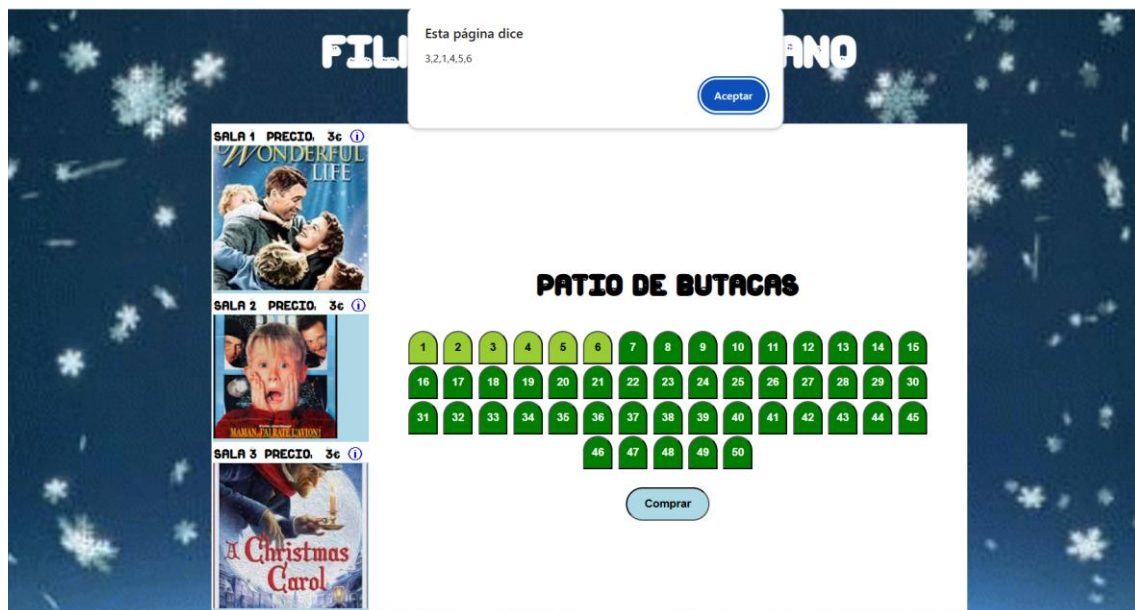 Esta página dice
3,2,1,4,5,6
Aceptar
SALA 1 PRECIO. 3€
WONDERFUL
LIFE
SALA 2 PRECIO. 3€
MAMAN, J'AI RATÉ L'AVION!
SALA 3 PRECIO. 3€
A Christmas
Carol
PATIO DE BUTACAS
1 2 3 4 5 6 7 8 9 10 11 12 13 14 15
16 17 18 19 20 21 22 23 24 25 26 27 28 29 30
31 32 33 34 35 36 37 38 39 40 41 42 43 44 45
46 47 48 49 50
Comprar